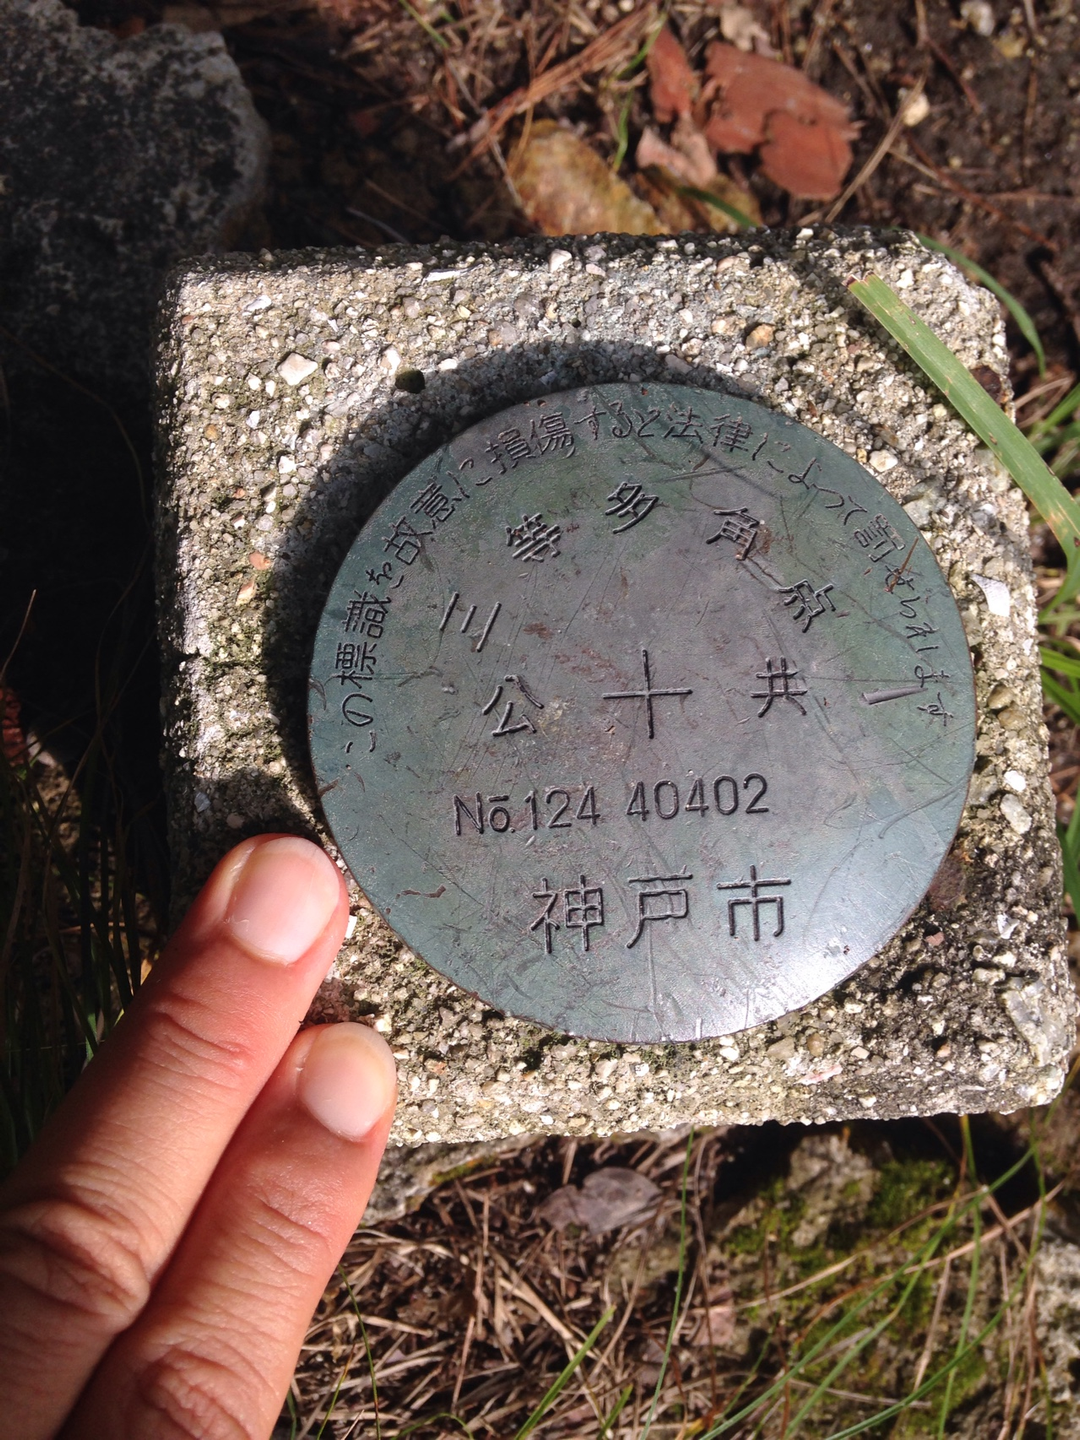 この標識を故意に損傷すると法律によって罰せられます
三等多角点
公共
No.124 40402
神戸市